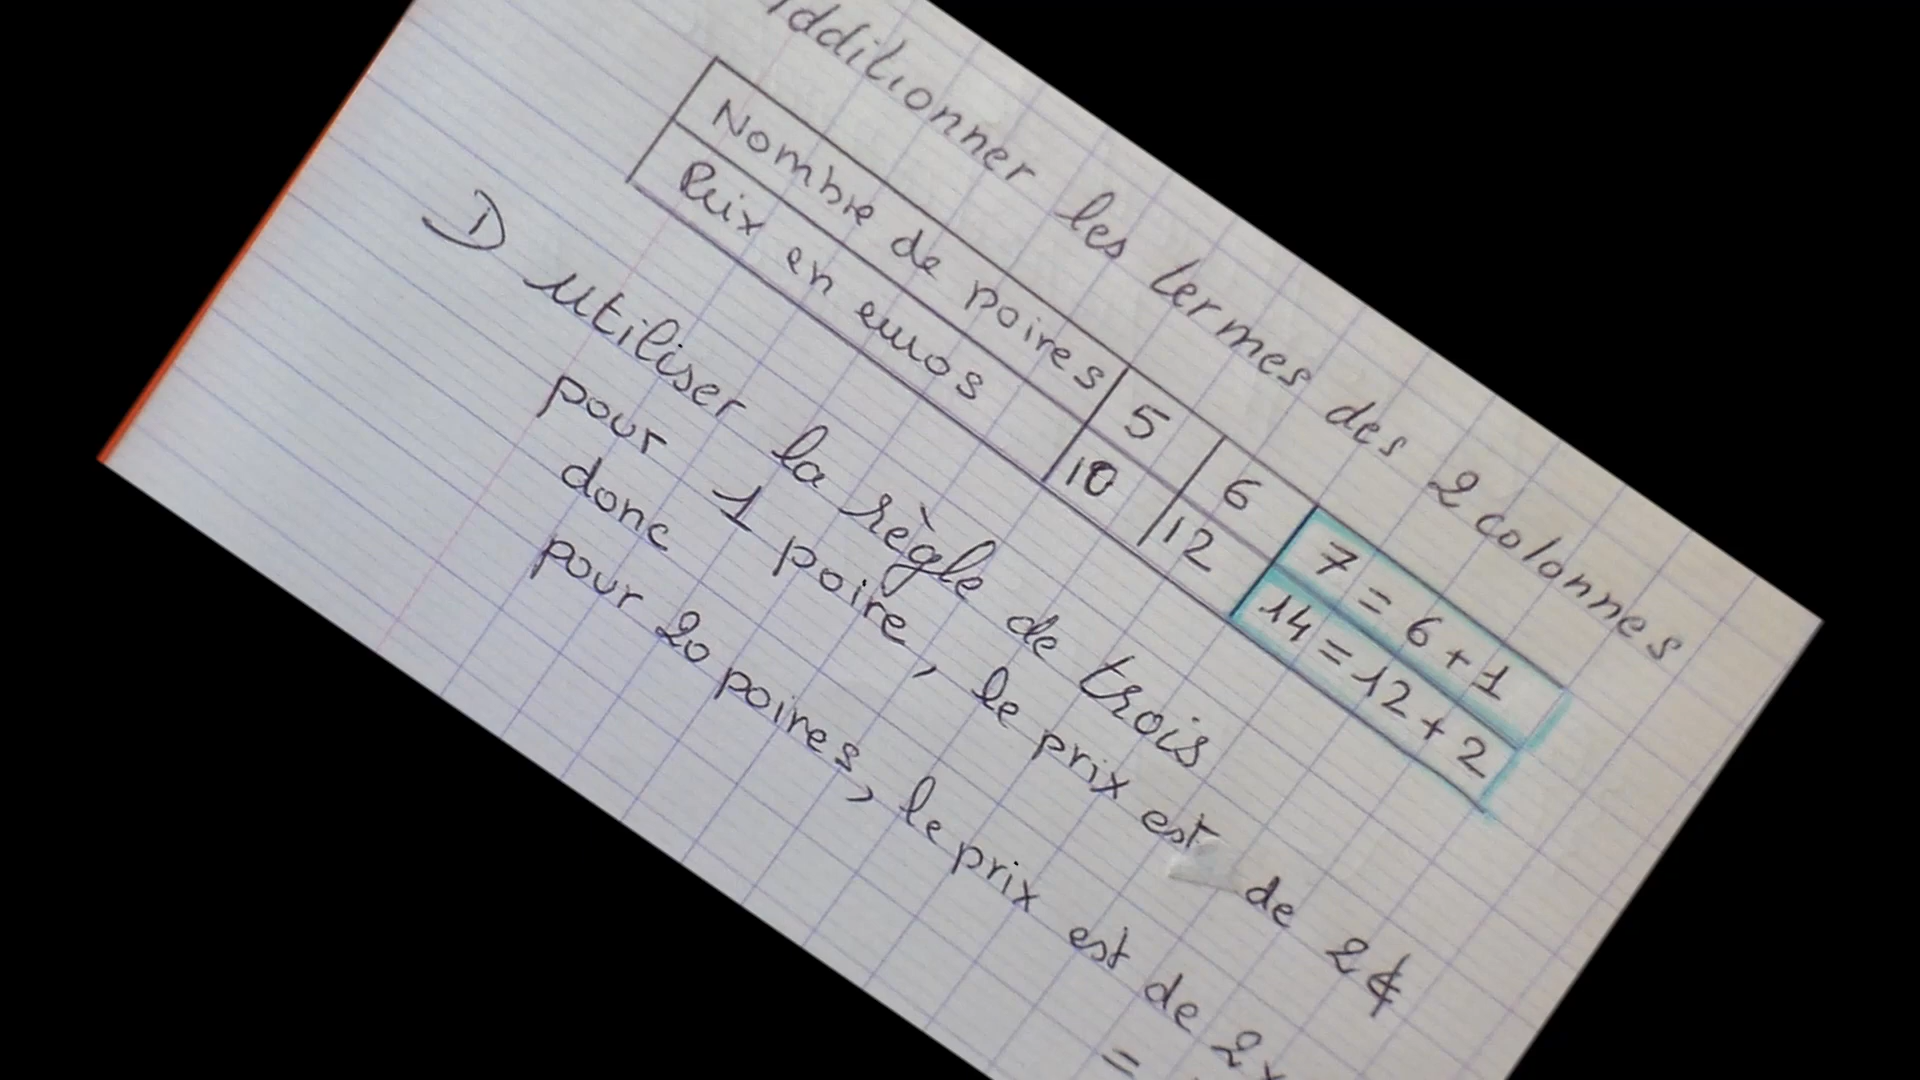 Additionner les termes des 2 colonnes
Nombre de poires 5 6 7 = 6 + 1
Prix en euros 10 12 14 = 12 + 2
D utiliser la règle de trois
pour 1 poire, le prix est de 2€
donc
pour 20 poires, le prix est de 2x
=